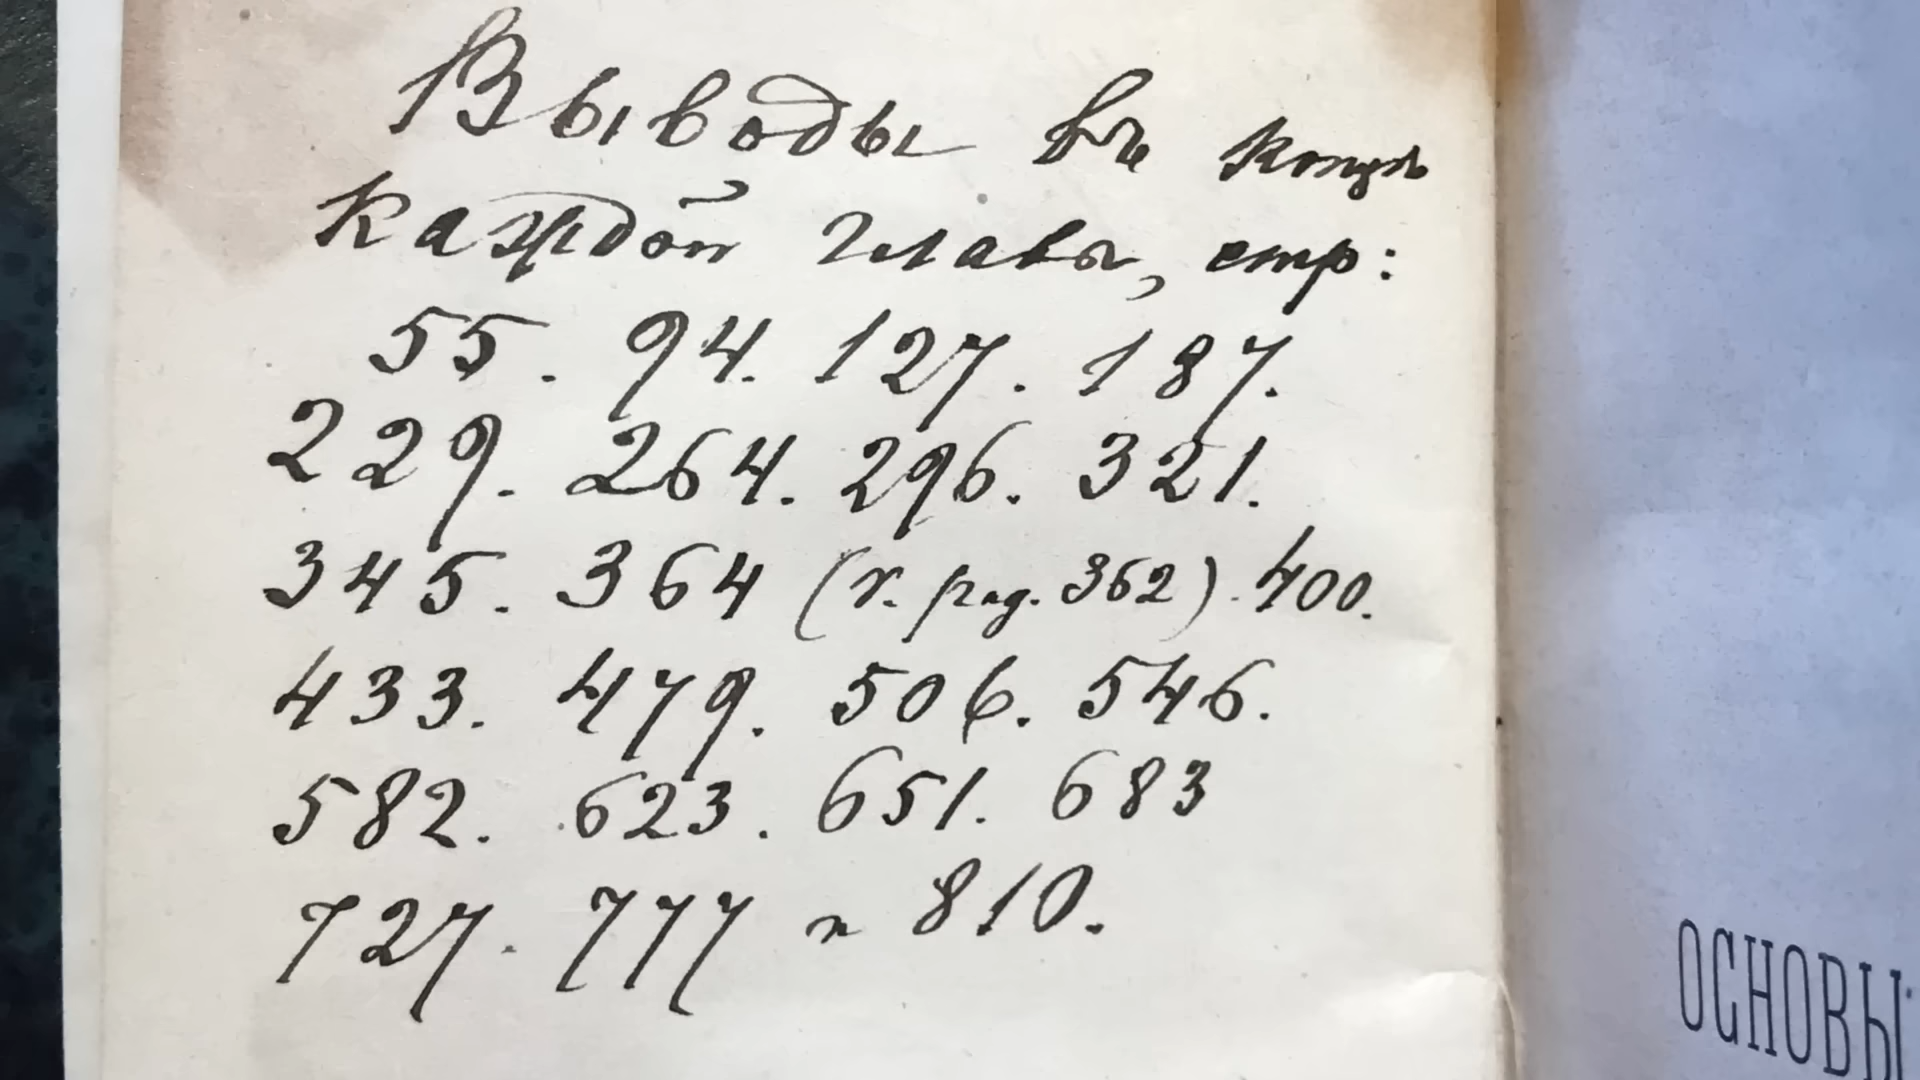 Выводы въ концѣ
каждой главы, стр:
55. 94. 127. 187.
229. 264. 296. 321.
345. 364 (            362). 400.
433. 479. 506. 546.
582. 623. 651. 683
727. 777 и 810.
ОСНОВЫ